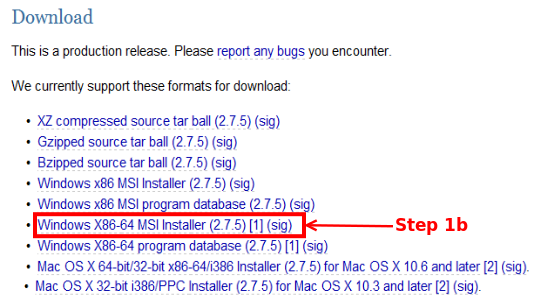 Download
This is a production release. Please report any bugs you encounter.
We currently support these formats for download:
• XZ compressed source tar ball (2.7.5) (sig)
• Gzipped source tar ball (2.7.5) (sig)
• Bzipped source tar ball (2.7.5) (sig)
• Windows x86 MSI Installer (2.7.5) (sig)
• Windows x86 MSI program database (2.7.5) (sig)
• Windows X86-64 MSI Installer (2.7.5) [1] (sig)
Step 1b
• Windows X86-64 program database (2.7.5) [1] (sig)
• Mac OS X 64-bit/32-bit x86-64/i386 Installer (2.7.5) for Mac OS X 10.6 and later [2] (sig).
• Mac OS X 32-bit i386/PPC Installer (2.7.5) for Mac OS X 10.3 and later [2] (sig).